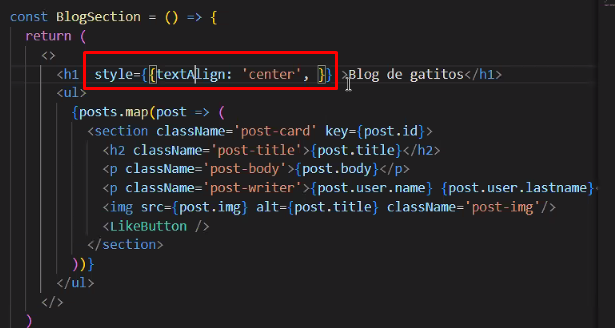 const BlogSection = () => {
return (
<>
<h1 style={{textAlign: 'center', }} >Blog de gatitos</h1>
<ul>
{posts.map(post => (
<section className='post-card' key={post.id}>
<h2 className='post-title'>{post.title}</h2>
<p className='post-body'>{post.body}</p>
<p className='post-writer'>{post.user.name} {post.user.lastname}<
<img src={post.img} alt={post.title} className='post-img'/>
<LikeButton />
</section>
))}
</ul>
</>
)